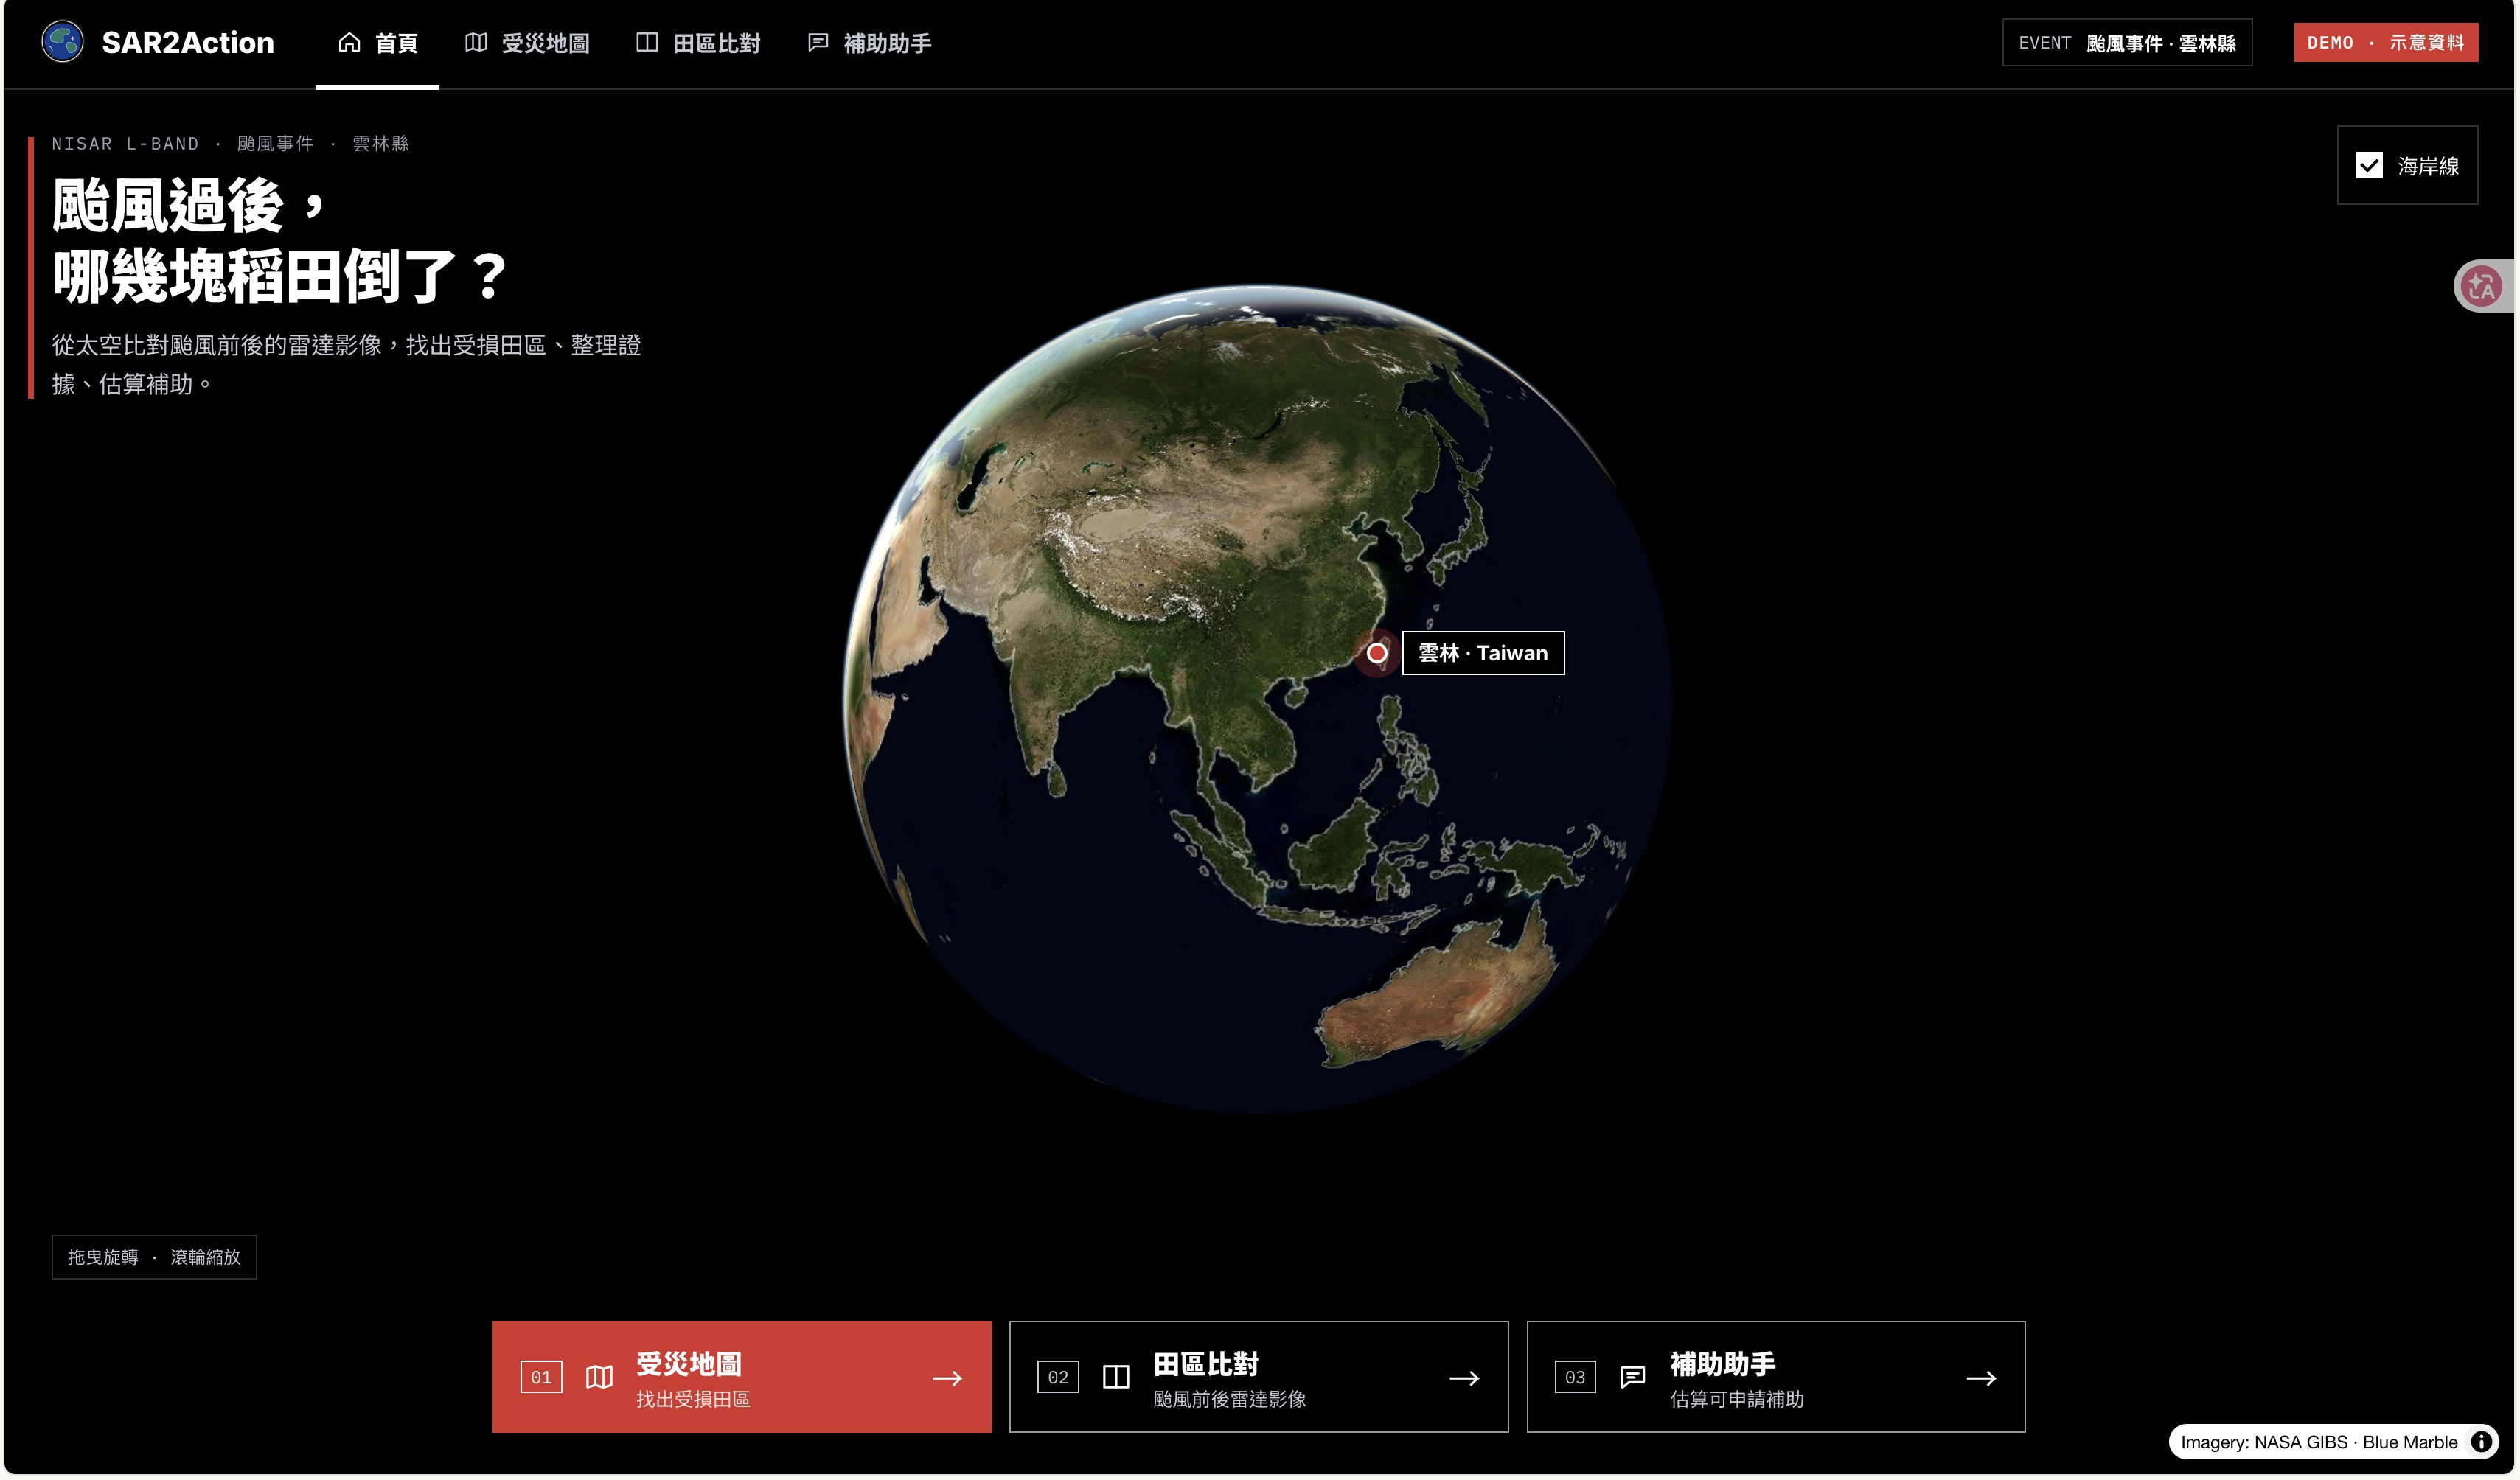 SAR2Action
首頁
受災地圖
田區比對
補助助手
EVENT 颱風事件 · 雲林縣
DEMO · 示意資料
NISAR L-BAND · 颱風事件 · 雲林縣
颱風過後，
哪幾塊稻田倒了？
從太空比對颱風前後的雷達影像，找出受損田區、整理證
據、估算補助。
海岸線
A
雲林 · Taiwan
拖曳旋轉 · 滾輪縮放
01
受災地圖
找出受損田區
02
田區比對
颱風前後雷達影像
03
補助助手
估算可申請補助
Imagery: NASA GIBS · Blue Marble